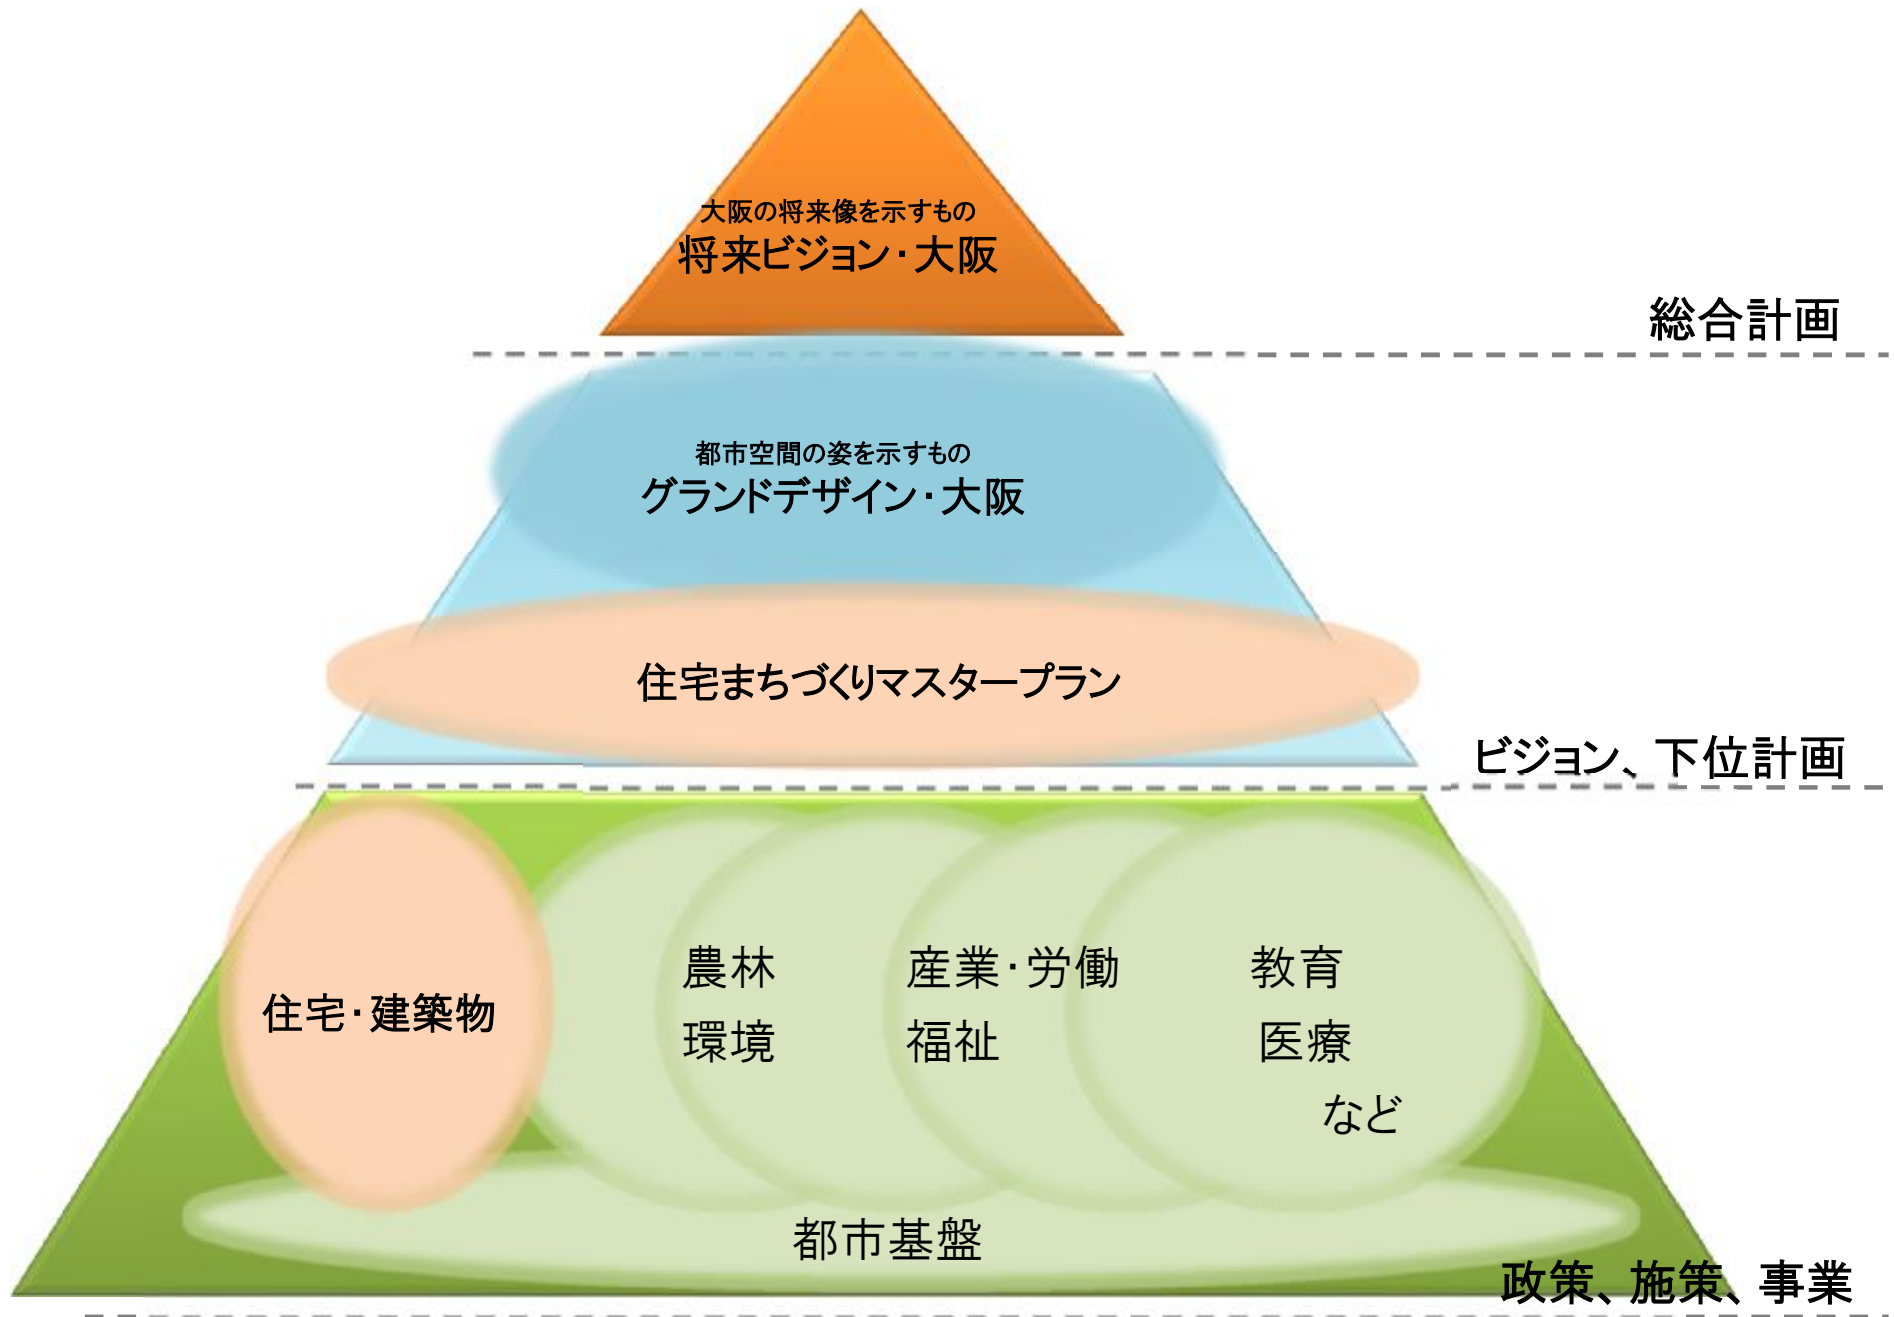 大阪の将来像を示すもの
将来ビジョン・大阪
総合計画
都市空間の姿を示すもの
グランドデザイン・大阪
住宅まちづくりマスタープラン
ビジョン、下位計画
農林
産業・労働
教育
住宅・建築物
環境
福祉
医療
など
都市基盤
政策、施策、事業